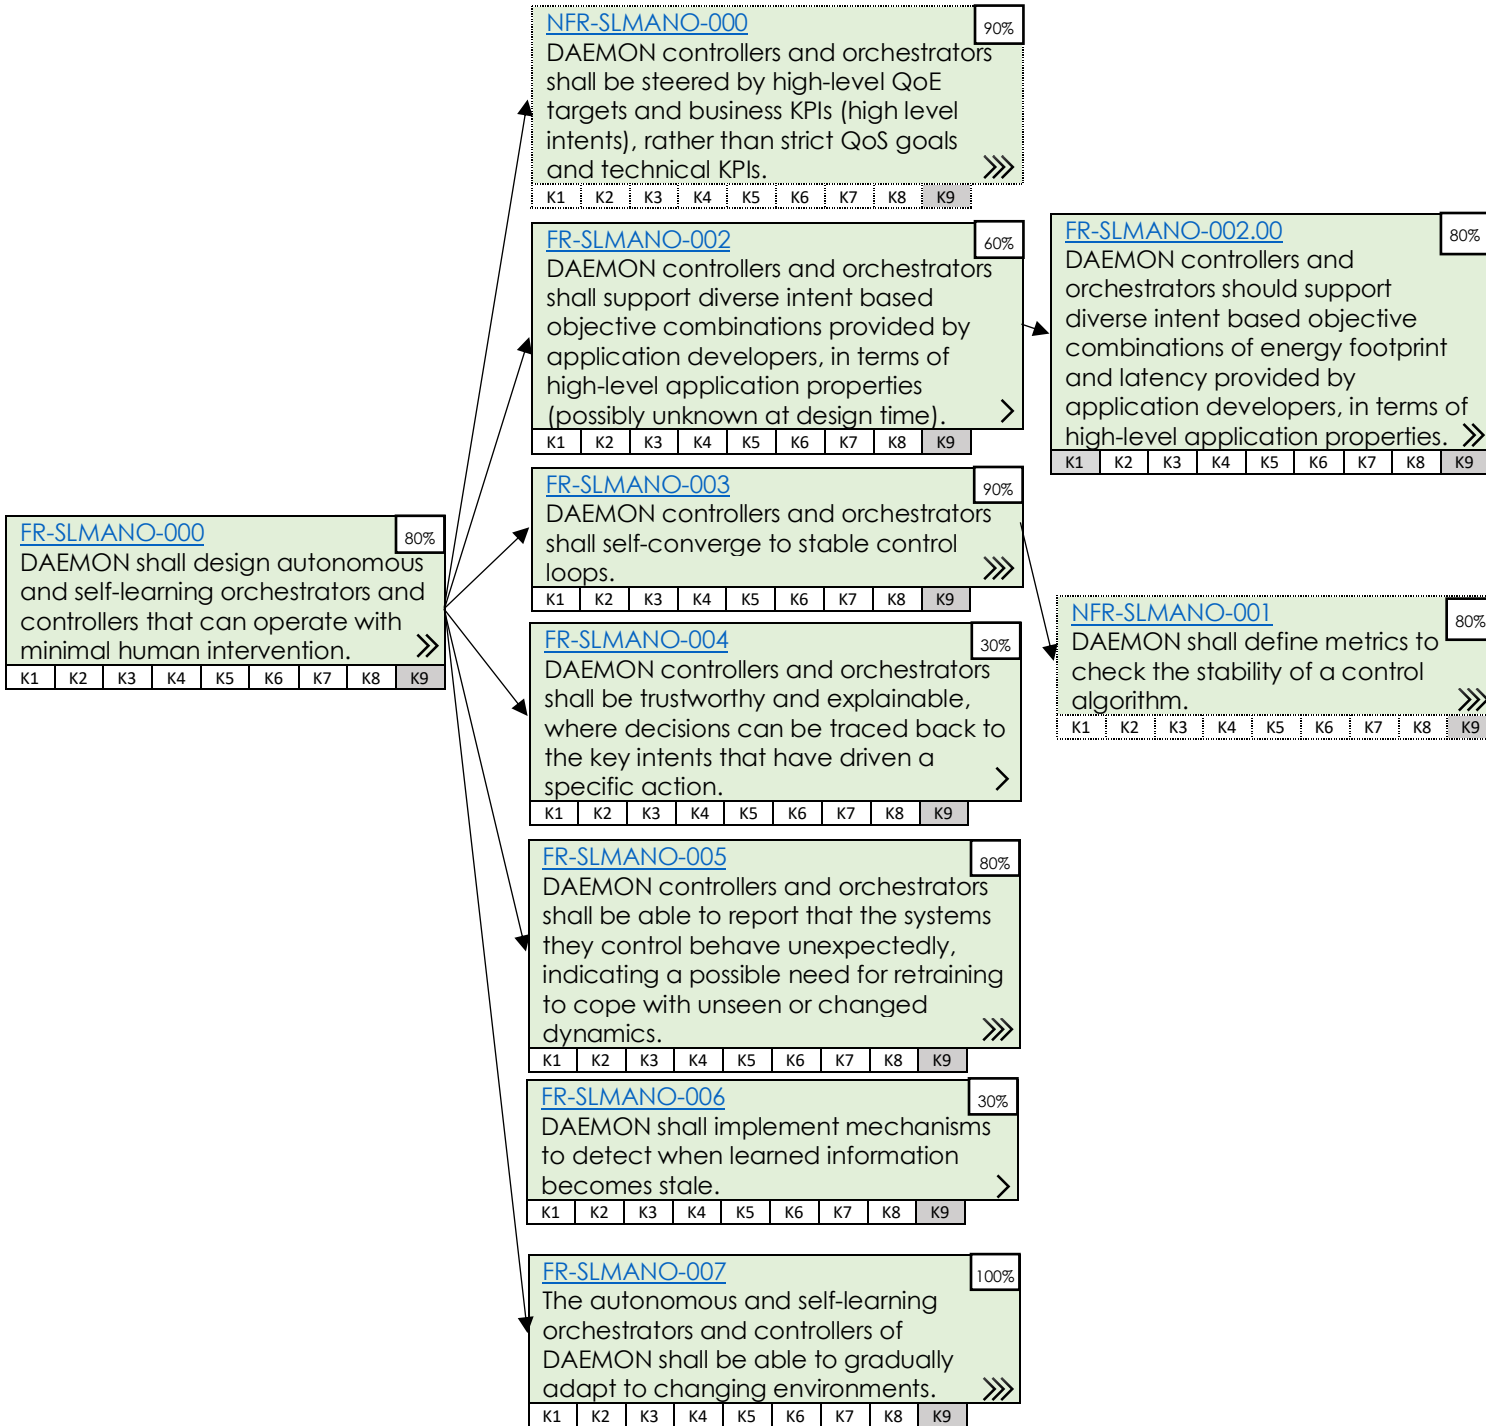 NFR-SLMANO-000
90%
DAEMON controllers and orchestrators
shall be steered by high-level QoE
targets and business KPIs (high level
intents), rather than strict QoS goals
and technical KPIs.
K1 K2 K3 K4 K5 K6 K7 K8 K9
FR-SLMANO-002
60%
DAEMON controllers and orchestrators
shall support diverse intent based
objective combinations provided by
application developers, in terms of
high-level application properties
(possibly unknown at design time).
K1 K2 K3 K4 K5 K6 K7 K8 K9
FR-SLMANO-002.00
80%
DAEMON controllers and
orchestrators should support
diverse intent based objective
combinations of energy footprint
and latency provided by
application developers, in terms of
high-level application properties.
K1 K2 K3 K4 K5 K6 K7 K8 K9
FR-SLMANO-003
90%
DAEMON controllers and orchestrators
shall self-converge to stable control
loops.
K1 K2 K3 K4 K5 K6 K7 K8 K9
FR-SLMANO-000
80%
DAEMON shall design autonomous
and self-learning orchestrators and
controllers that can operate with
minimal human intervention.
K1 K2 K3 K4 K5 K6 K7 K8 K9
NFR-SLMANO-001
80%
DAEMON shall define metrics to
check the stability of a control
algorithm.
K1 K2 K3 K4 K5 K6 K7 K8 K9
FR-SLMANO-004
30%
DAEMON controllers and orchestrators
shall be trustworthy and explainable,
where decisions can be traced back to
the key intents that have driven a
specific action.
K1 K2 K3 K4 K5 K6 K7 K8 K9
FR-SLMANO-005
80%
DAEMON controllers and orchestrators
shall be able to report that the systems
they control behave unexpectedly,
indicating a possible need for retraining
to cope with unseen or changed
dynamics.
K1 K2 K3 K4 K5 K6 K7 K8 K9
FR-SLMANO-006
30%
DAEMON shall implement mechanisms
to detect when learned information
becomes stale.
K1 K2 K3 K4 K5 K6 K7 K8 K9
FR-SLMANO-007
100%
The autonomous and self-learning
orchestrators and controllers of
DAEMON shall be able to gradually
adapt to changing environments.
K1 K2 K3 K4 K5 K6 K7 K8 K9